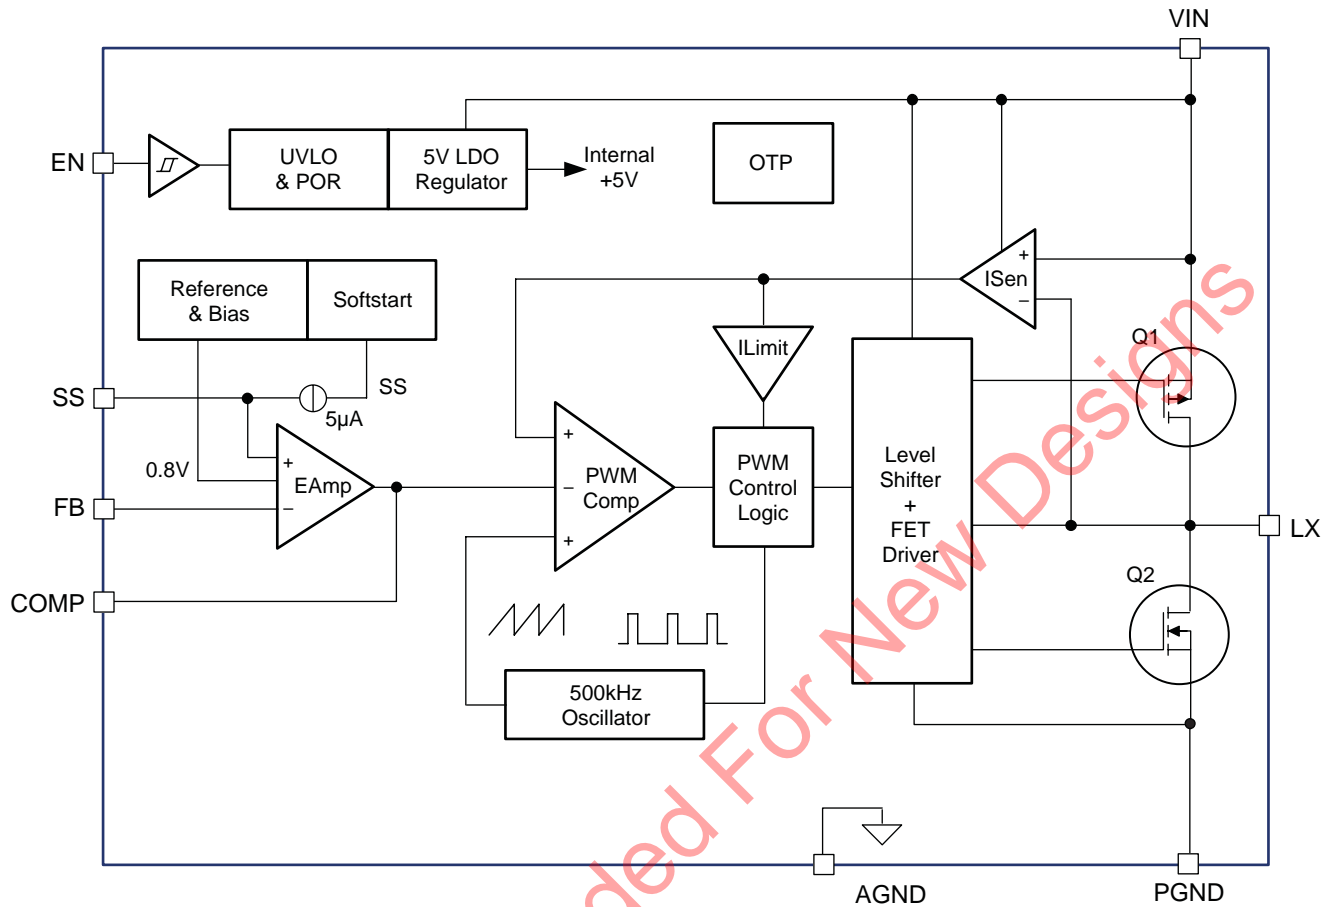 VIN
EN
UVLO
& POR
5V LDO
Regulator
Internal
+5V
OTP
Reference
& Bias
Softstart
+
ISen
−
Q1
ILimit
SS
SS
5µA
+
0.8V
EAmp
−
FB
+
PWM
Comp
−
+
PWM
Control
Logic
Level
Shifter
+
FET
Driver
LX
Q2
COMP
500kHz
Oscillator
AGND
PGND
ded For New Designs